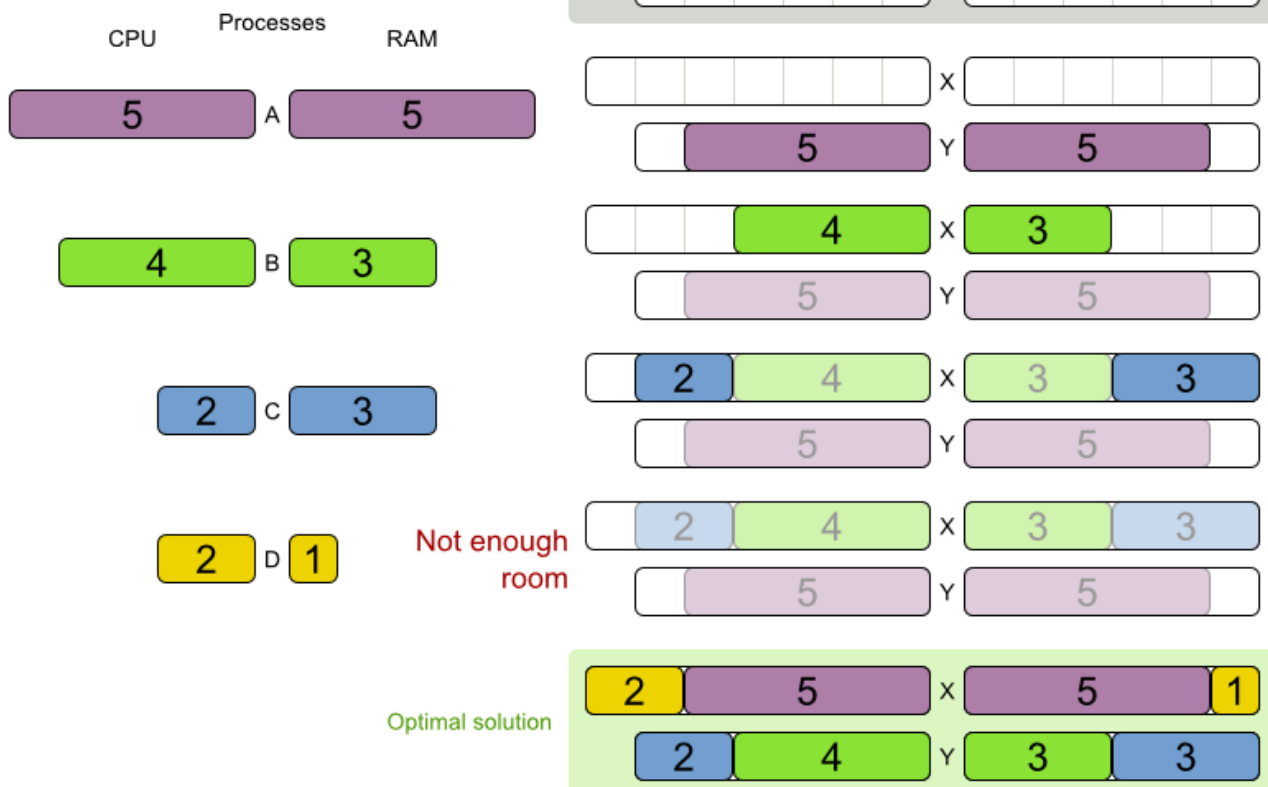 Processes
CPU RAM
X
5 A 5
5 Y 5
4 X 3
4 B 3
5 Y 5
2 4 X 3 3
2 C 3
5 Y 5
2 4 X 3 3
Not enough
room
2 D 1
5 Y 5
2 5 X 5 1
Optimal solution
2 4 Y 3 3